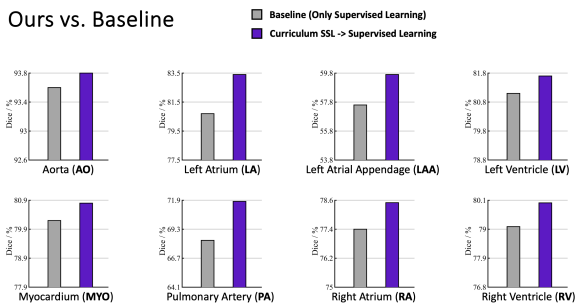 Ours vs. Baseline
Baseline (Only Supervised Learning)
Curriculum SSL -> Supervised Learning
Dice / %
93.8
93.4
93
92.6
Aorta (AO)
Dice / %
83.5
81.5
79.5
77.5
Left Atrium (LA)
Dice / %
59.8
57.8
55.8
53.8
Left Atrial Appendage (LAA)
Dice / %
81.8
80.8
79.8
78.8
Left Ventricle (LV)
Dice / %
80.9
79.9
78.9
77.9
Myocardium (MYO)
Dice / %
71.9
69.3
66.7
64.1
Pulmonary Artery (PA)
Dice / %
78.6
77.4
76.2
75
Right Atrium (RA)
Dice / %
80.1
79
77.9
76.8
Right Ventricle (RV)